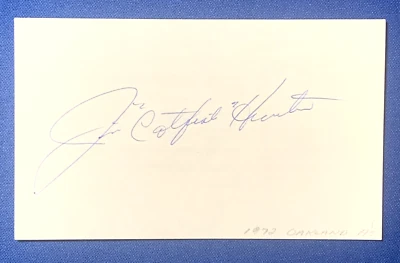 Jim "Catfish" Hunter
1972 OAKLAND A's